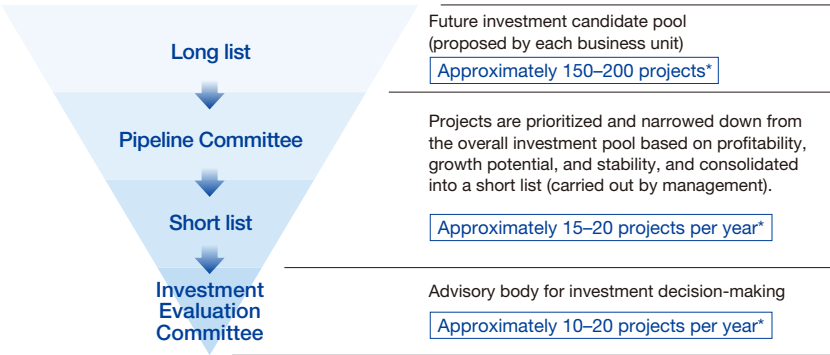 Long list
Future investment candidate pool
(proposed by each business unit)
Approximately 150–200 projects*
Pipeline Committee
Projects are prioritized and narrowed down from
the overall investment pool based on profitability,
growth potential, and stability, and consolidated
into a short list (carried out by management).
Short list
Approximately 15–20 projects per year*
Investment
Evaluation
Committee
Advisory body for investment decision-making
Approximately 10–20 projects per year*